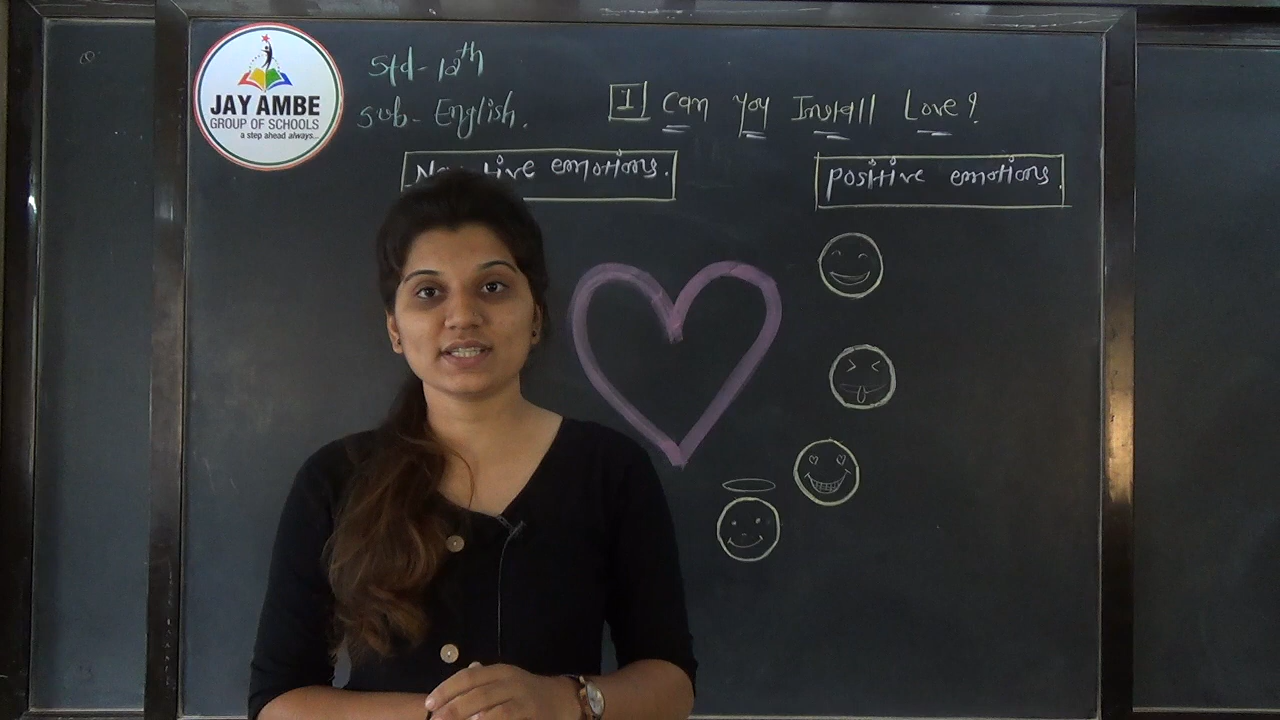 JAY AMBE
GROUP OF SCHOOLS
a step ahead always...
Std - 12th
Sub - English.
1 Can you Install Love?
emotions.
Positive emotions.